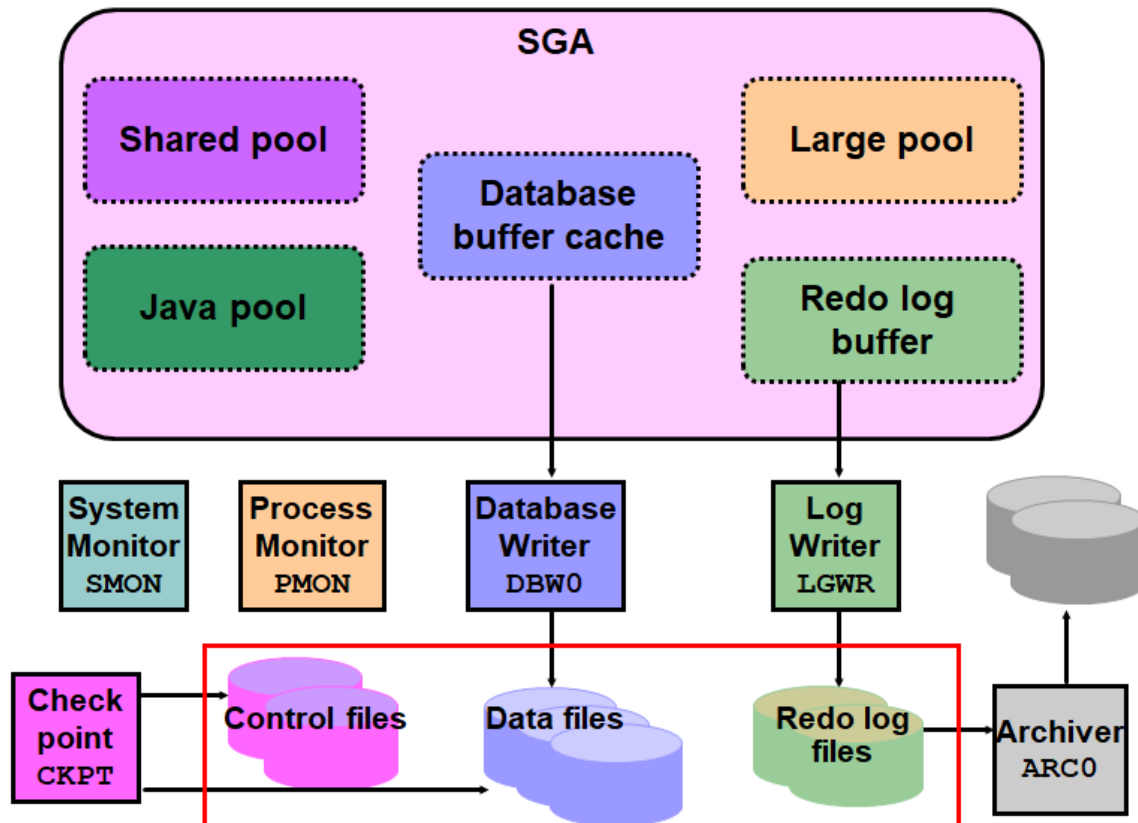 SGA
Shared pool
Large pool
Database
buffer cache
Java pool
Redo log
buffer
System
Monitor
SMON
Process
Monitor
PMON
Database
Writer
DBW0
Log
Writer
LGWR
Check
point
CKPT
Control files
Data files
Redo log
files
Archiver
ARC0